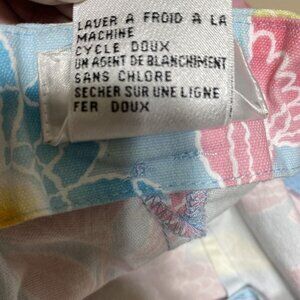 LAVER A FROID A LA
MACHINE
CYCLE DOUX
UN AGENT DE BLANCHIMENT
SANS CHLORE
SECHER SUR UNE LIGNE
FER DOUX